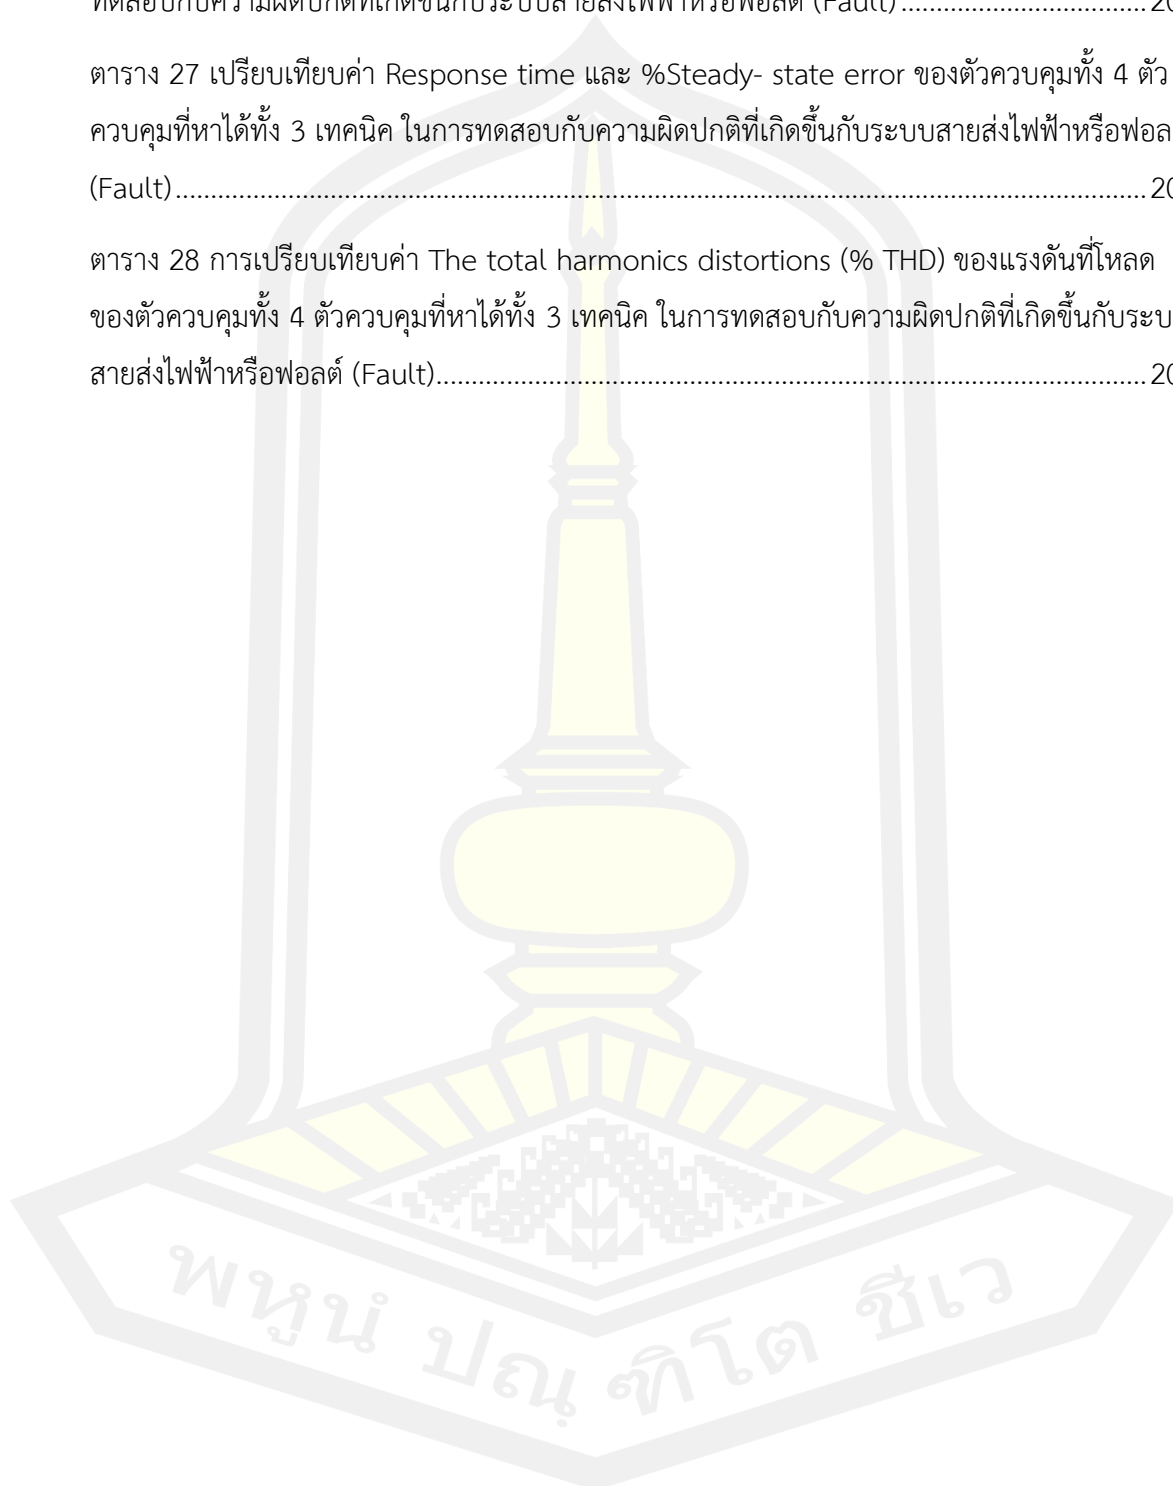 ทดสอบกับความผิดปกติที่เกิดขึ้นกับระบบสายส่งไฟฟ้าหรือฟอลต์ (Fault)....................................20
ตาราง 27 เปรียบเทียบค่า Response time และ %Steady- state error ของตัวควบคุมทั้ง 4 ตัว
ควบคุมที่หาได้ทั้ง 3 เทคนิค ในการทดสอบกับความผิดปกติที่เกิดขึ้นกับระบบสายส่งไฟฟ้าหรือฟอล
(Fault)..........................................................................................................................................20
ตาราง 28 การเปรียบเทียบค่า The total harmonics distortions (% THD) ของแรงดันที่โหลด
ของตัวควบคุมทั้ง 4 ตัวควบคุมที่หาได้ทั้ง 3 เทคนิค ในการทดสอบกับความผิดปกติที่เกิดขึ้นกับระบ
สายส่งไฟฟ้าหรือฟอลต์ (Fault).....................................................................................................20
พหูนํ ปณฺฑิโต ชีเว